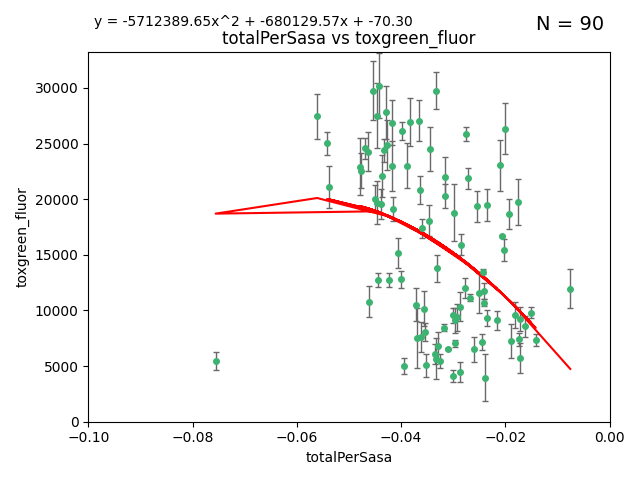 y = -5712389.65x^2 + -680129.57x + -70.30
N = 90
totalPerSasa vs toxgreen_fluor
toxgreen_fluor
30000
25000
20000
15000
10000
5000
0
−0.10 −0.08 −0.06 −0.04 −0.02 0.00
totalPerSasa